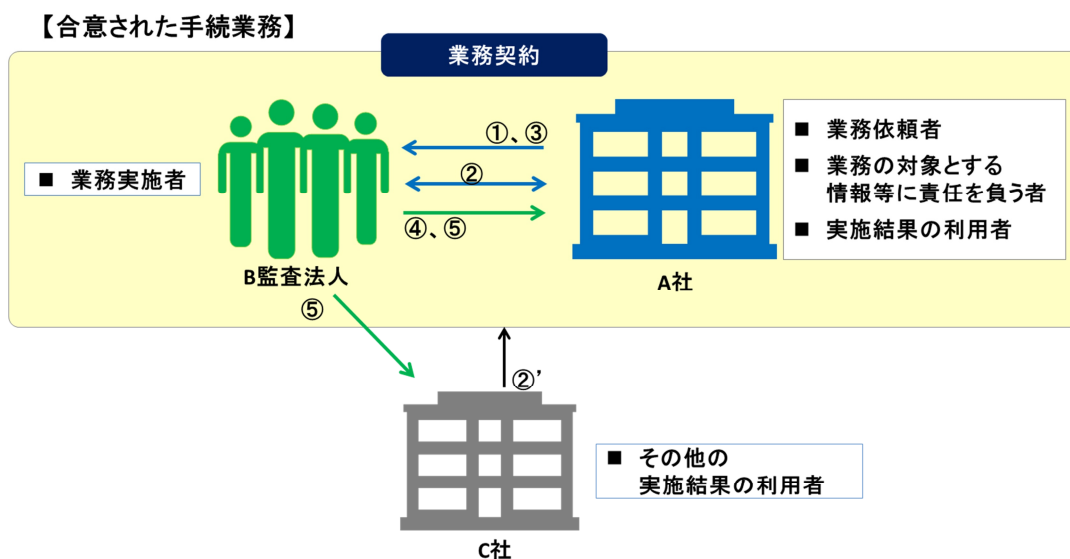 【合意された手続業務】
業務契約
■ 業務実施者
B監査法人
①、③
②
④、⑤
A社
■ 業務依頼者
■ 業務の対象とする
情報等に責任を負う者
■ 実施結果の利用者
⑤
②’
C社
■ その他の
実施結果の利用者